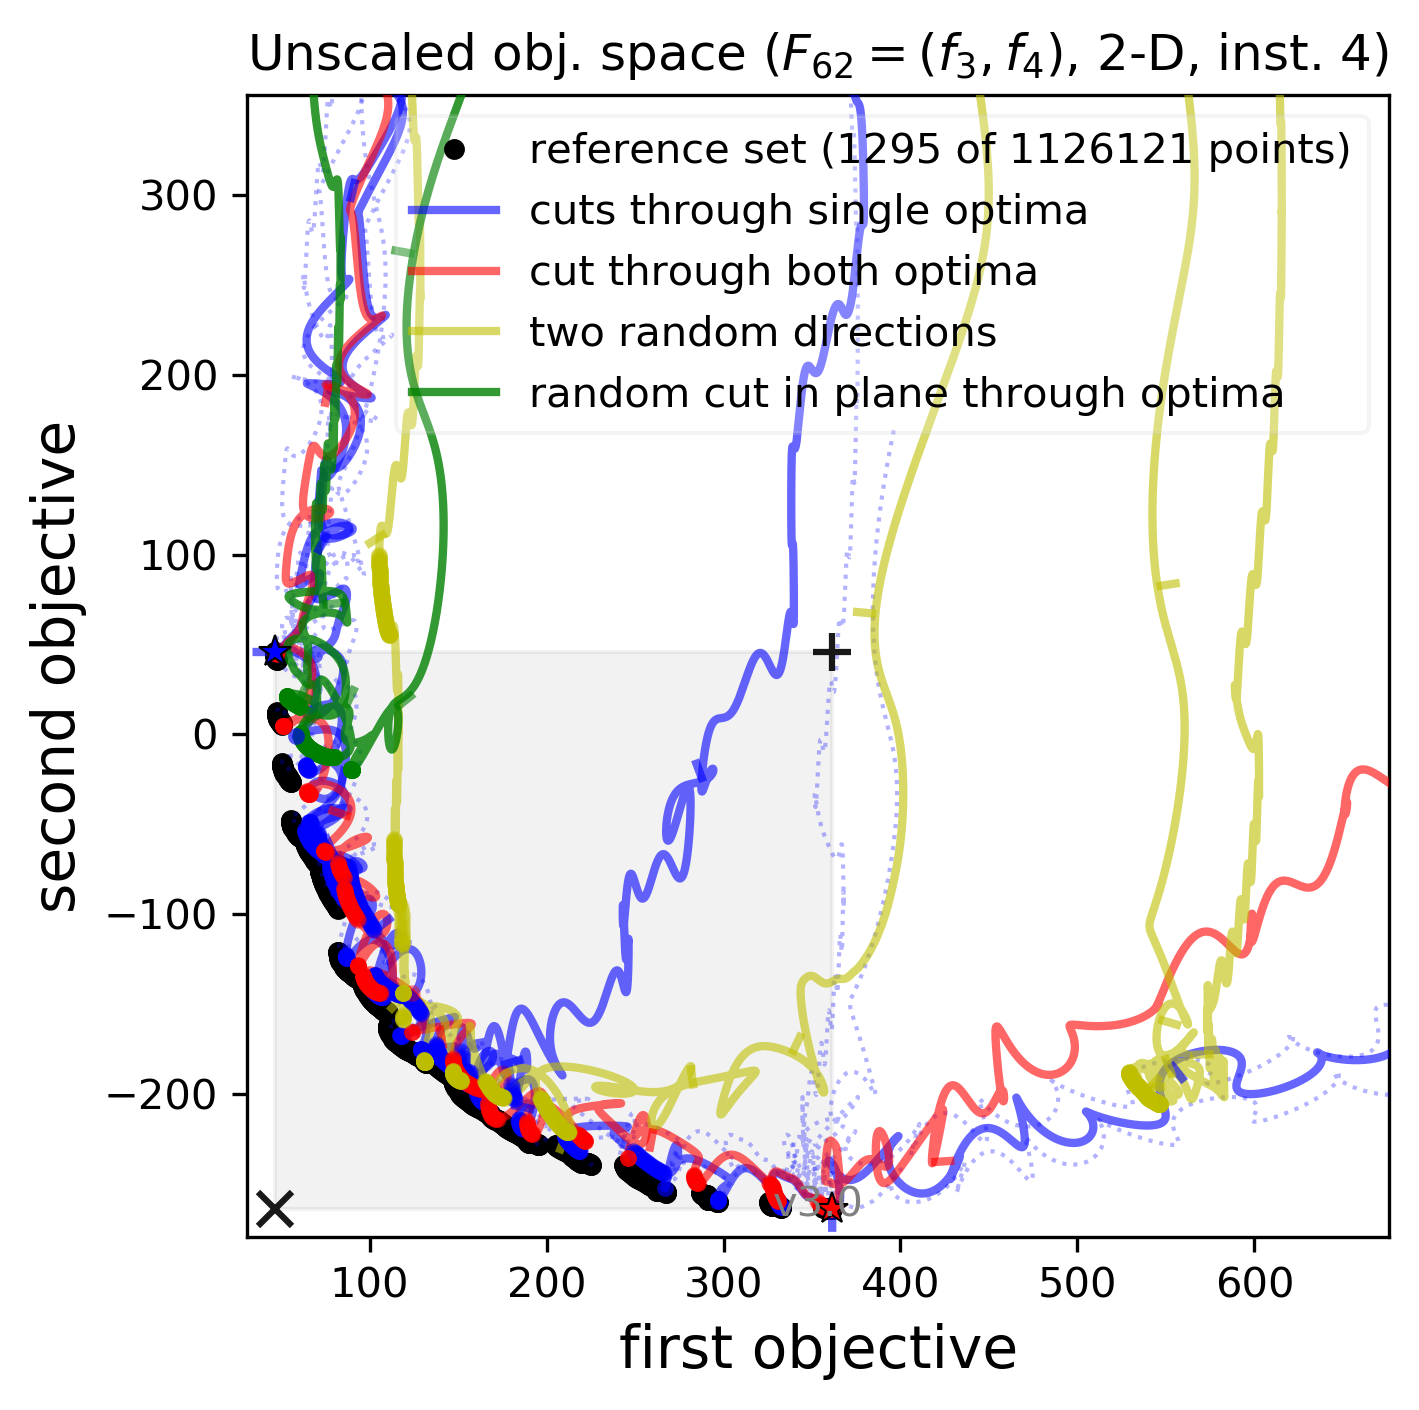 Unscaled obj. space (F₆₂ = (f₃, f₄), 2-D, inst. 4)
reference set (1295 of 1126121 points)
cuts through single optima
cut through both optima
two random directions
random cut in plane through optima
second objective
300
200
100
0
−100
−200
v3.0
100 200 300 400 500 600
first objective